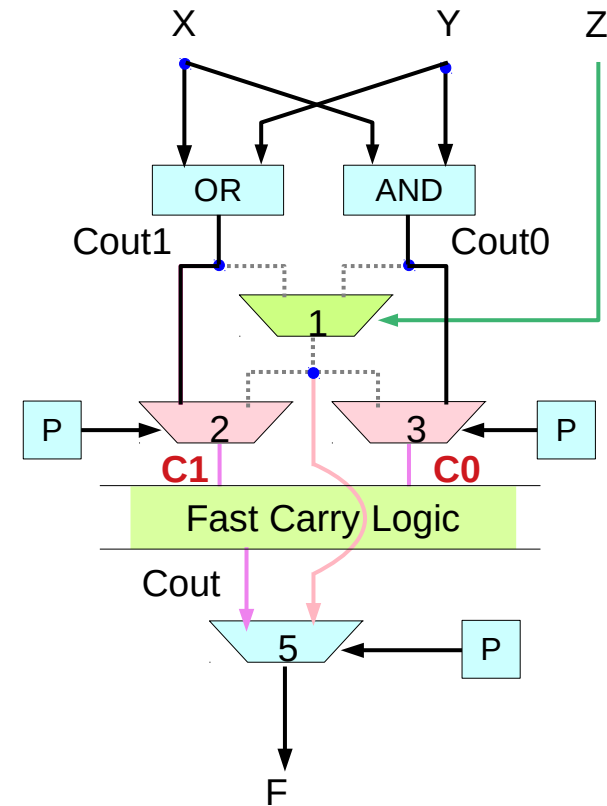 X Y Z
OR AND
Cout1 Cout0
1
P 2 3 P
C1 C0
Fast Carry Logic
Cout
5 P
F